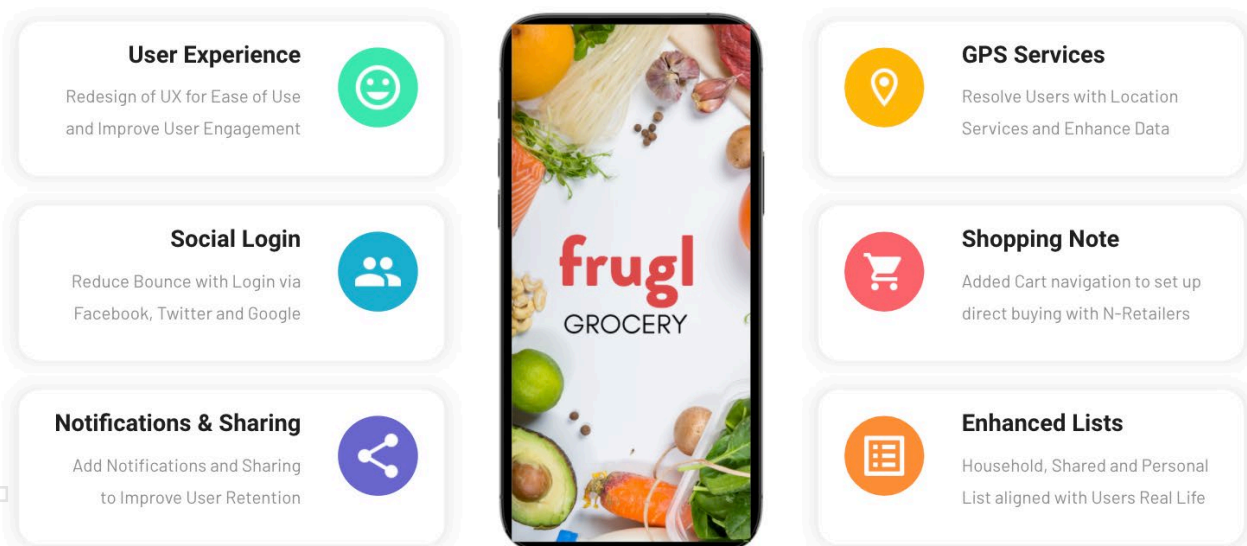 User Experience
Redesign of UX for Ease of Use
and Improve User Engagement
Social Login
Reduce Bounce with Login via
Facebook, Twitter and Google
Notifications & Sharing
Add Notifications and Sharing
to Improve User Retention
frugl
GROCERY
GPS Services
Resolve Users with Location
Services and Enhance Data
Shopping Note
Added Cart navigation to set up
direct buying with N-Retailers
Enhanced Lists
Household, Shared and Personal
List aligned with Users Real Life